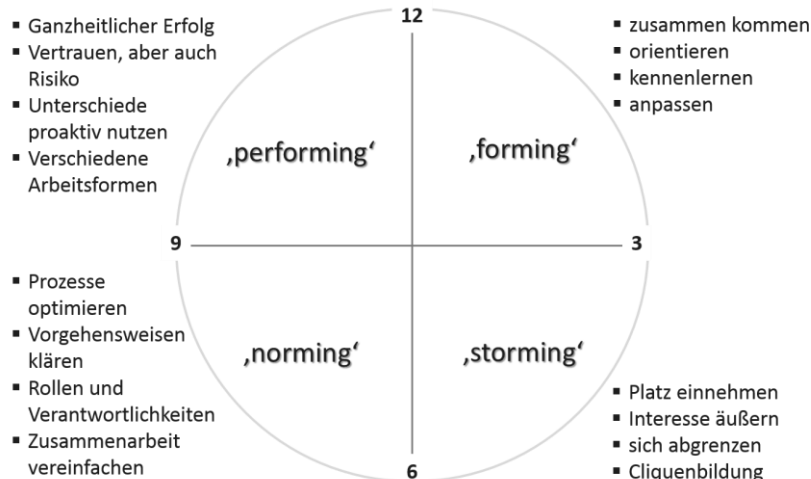 ▪ Ganzheitlicher Erfolg
▪ Vertrauen, aber auch
Risiko
▪ Unterschiede
proaktiv nutzen
▪ Verschiedene
Arbeitsformen
12
▪ zusammen kommen
▪ orientieren
▪ kennenlernen
▪ anpassen
‚performing‘
‚forming‘
9
3
▪ Prozesse
optimieren
▪ Vorgehensweisen
klären
▪ Rollen und
Verantwortlichkeiten
▪ Zusammenarbeit
vereinfachen
‚norming‘
‚storming‘
▪ Platz einnehmen
▪ Interesse äußern
▪ sich abgrenzen
▪ Cliquenbildung
6